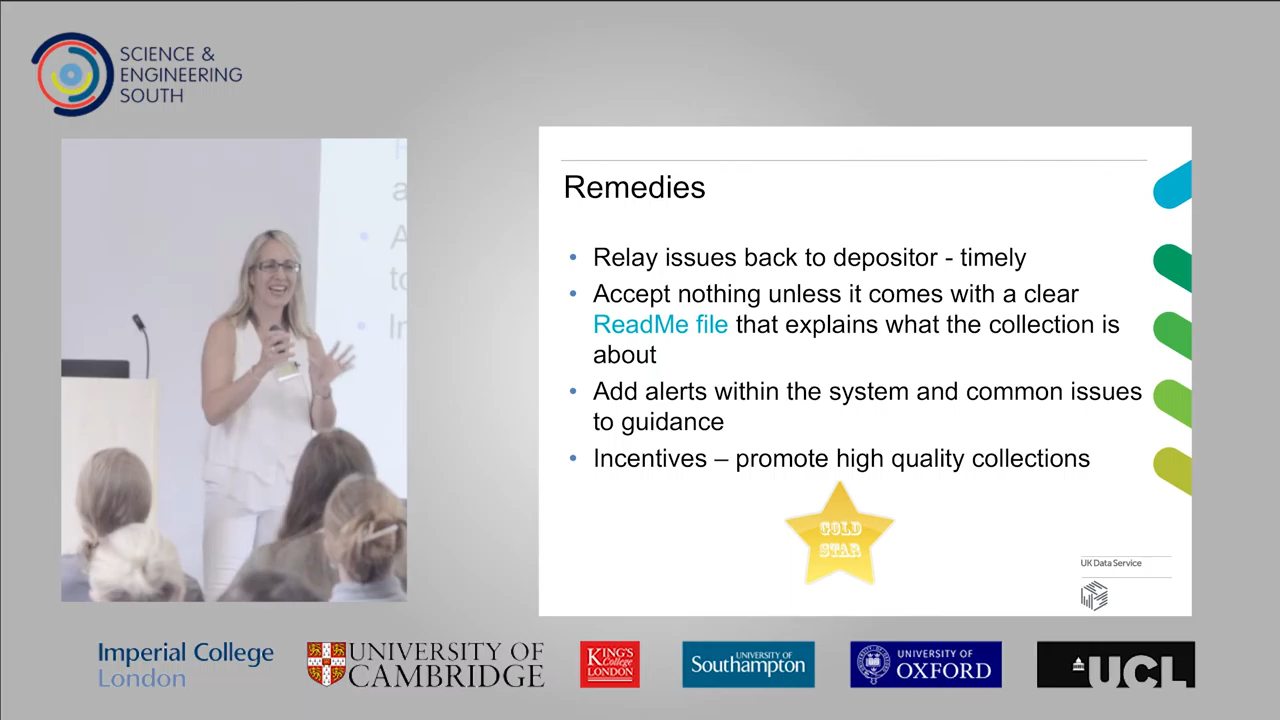 SCIENCE &
ENGINEERING
SOUTH
Remedies
• Relay issues back to depositor - timely
• Accept nothing unless it comes with a clear
ReadMe file that explains what the collection is
about
• Add alerts within the system and common issues
to guidance
• Incentives – promote high quality collections
GOLD
STAR
UK Data Service
Imperial College
London
UNIVERSITY OF
CAMBRIDGE
KING'S
College
LONDON
UNIVERSITY OF
Southampton
UNIVERSITY OF
OXFORD
UCL